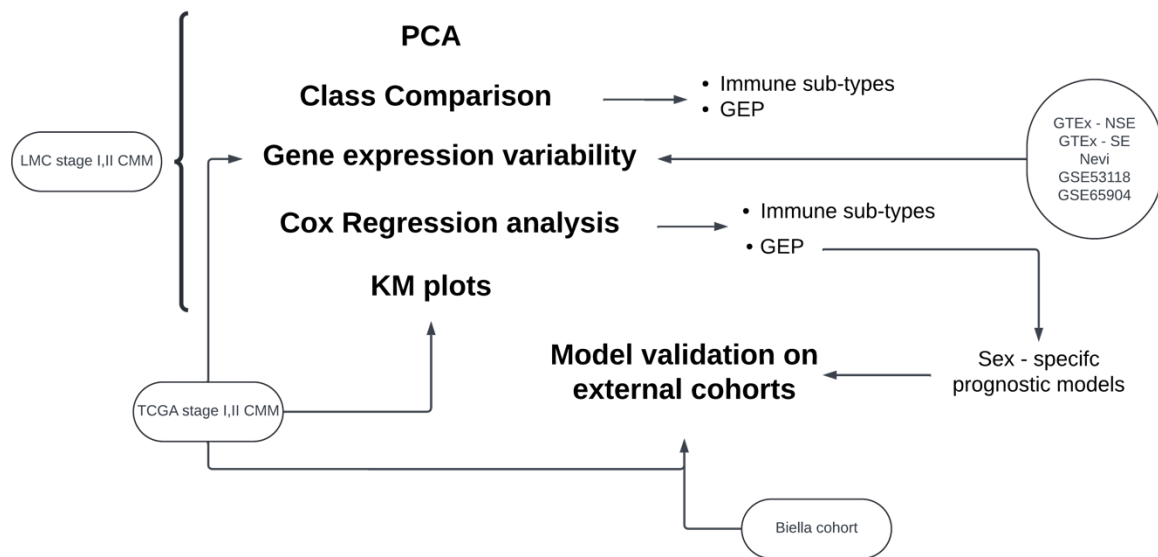 PCA
Class Comparison
• Immune sub-types
• GEP
LMC stage I,II CMM
Gene expression variability
GTEx - NSE
GTEx - SE
Nevi
GSE53118
GSE65904
Cox Regression analysis
• Immune sub-types
• GEP
KM plots
Model validation on
external cohorts
Sex - specifc
prognostic models
TCGA stage I,II CMM
Biella cohort